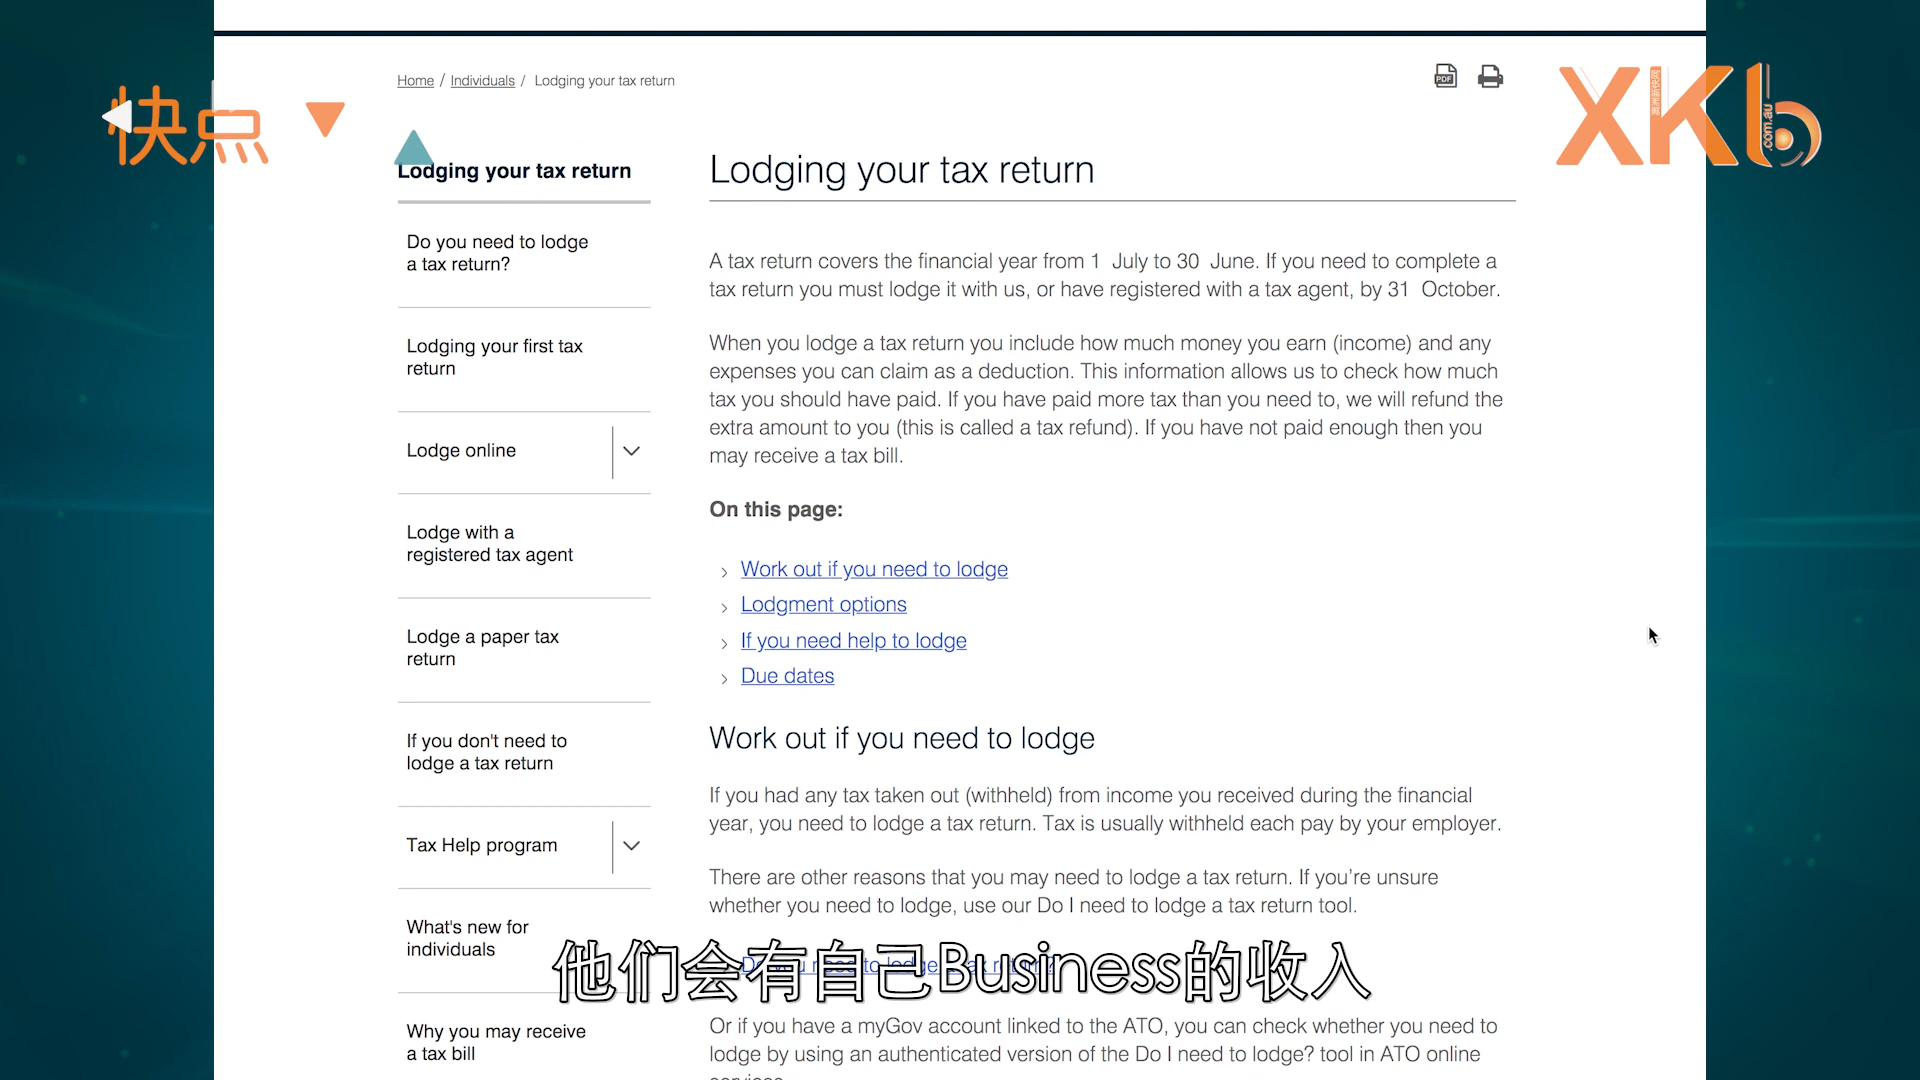 Home / Individuals / Lodging your tax return
快点
XKb
.com.au
澳洲新快网
Lodging your tax return
Do you need to lodge
a tax return?
Lodging your first tax
return
Lodge online
Lodge with a
registered tax agent
Lodge a paper tax
return
If you don't need to
lodge a tax return
Tax Help program
What's new for
individuals
Why you may receive
a tax bill
PDF
Lodging your tax return
A tax return covers the financial year from 1 July to 30 June. If you need to complete a
tax return you must lodge it with us, or have registered with a tax agent, by 31 October.
When you lodge a tax return you include how much money you earn (income) and any
expenses you can claim as a deduction. This information allows us to check how much
tax you should have paid. If you have paid more tax than you need to, we will refund the
extra amount to you (this is called a tax refund). If you have not paid enough then you
may receive a tax bill.
On this page:
Work out if you need to lodge
Lodgment options
If you need help to lodge
Due dates
Work out if you need to lodge
If you had any tax taken out (withheld) from income you received during the financial
year, you need to lodge a tax return. Tax is usually withheld each pay by your employer.
There are other reasons that you may need to lodge a tax return. If you’re unsure
whether you need to lodge, use our Do I need to lodge a tax return tool.
Do you need to lodge a tax return?
他们会有自己Business的收入
Or if you have a myGov account linked to the ATO, you can check whether you need to
lodge by using an authenticated version of the Do I need to lodge? tool in ATO online